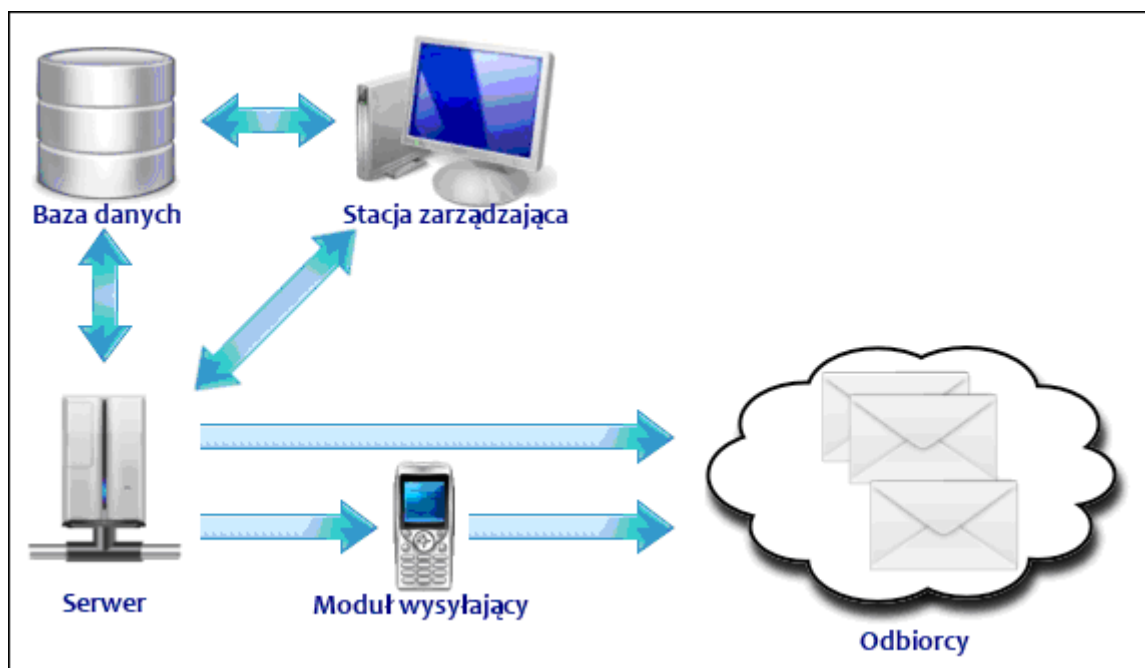 Baza danych
Stacja zarządzająca
Serwer
Moduł wysyłający
Odbiorcy